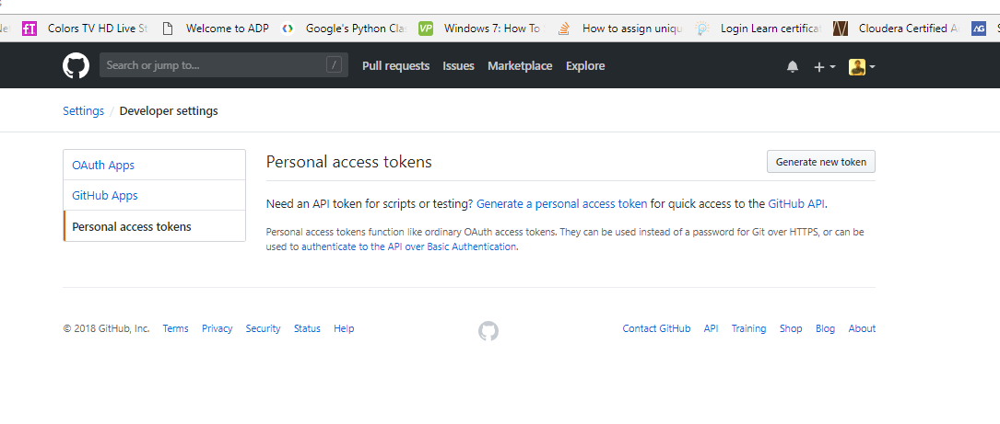 Colors TV HD Live St
Welcome to ADP
Google's Python Cla
VP
Windows 7: How To
How to assign uniqu
Login Learn certificat
Cloudera Certified A
AG
Search or jump to...
/
Pull requests
Issues
Marketplace
Explore
Settings / Developer settings
OAuth Apps
GitHub Apps
Personal access tokens
Personal access tokens
Generate new token
Need an API token for scripts or testing? Generate a personal access token for quick access to the GitHub API.
Personal access tokens function like ordinary OAuth access tokens. They can be used instead of a password for Git over HTTPS, or can be
used to authenticate to the API over Basic Authentication.
© 2018 GitHub, Inc.
Terms
Privacy
Security
Status
Help
Contact GitHub
API
Training
Shop
Blog
About